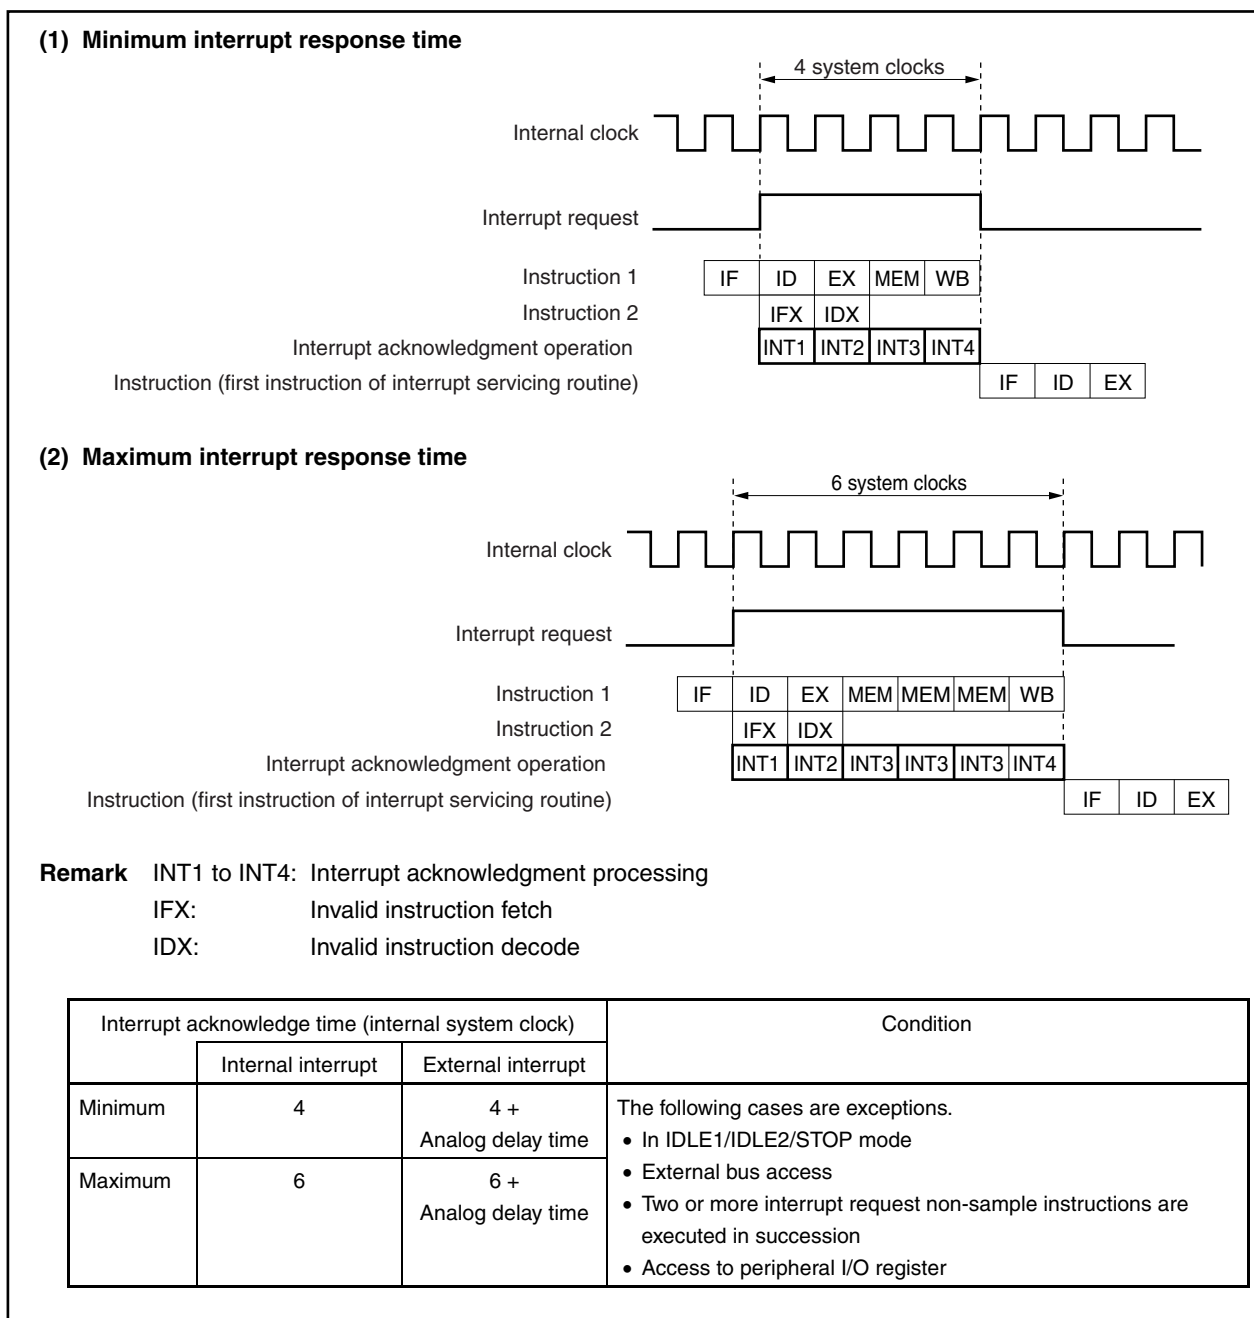 (1) Minimum interrupt response time
4 system clocks
Internal clock
Interrupt request
Instruction 1 IF ID EX MEM WB
Instruction 2 IFX IDX
Interrupt acknowledgment operation INT1 INT2 INT3 INT4
Instruction (first instruction of interrupt servicing routine) IF ID EX
(2) Maximum interrupt response time
6 system clocks
Internal clock
Interrupt request
Instruction 1 IF ID EX MEM MEM MEM WB
Instruction 2 IFX IDX
Interrupt acknowledgment operation INT1 INT2 INT3 INT3 INT3 INT4
Instruction (first instruction of interrupt servicing routine) IF ID EX
Remark INT1 to INT4: Interrupt acknowledgment processing
IFX: Invalid instruction fetch
IDX: Invalid instruction decode
Interrupt acknowledge time (internal system clock) Condition
Internal interrupt External interrupt
Minimum 4 4 + The following cases are exceptions.
Analog delay time • In IDLE1/IDLE2/STOP mode
• External bus access
Maximum 6 6 + • Two or more interrupt request non-sample instructions are
Analog delay time executed in succession
• Access to peripheral I/O register